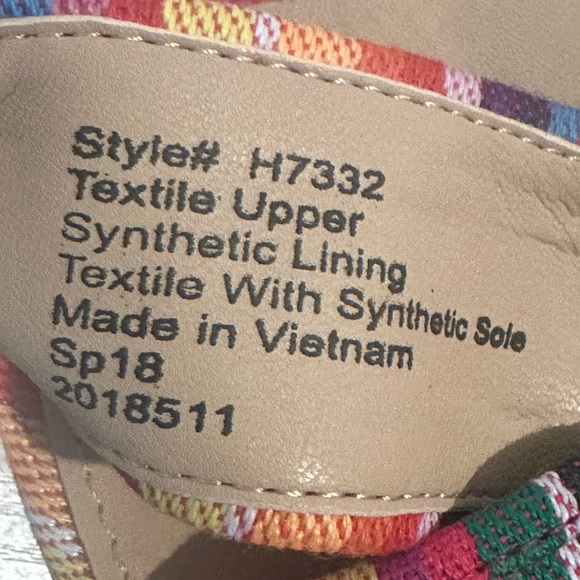 Style# H7332
Textile Upper
Synthetic Lining
Textile With Synthetic Sole
Made in Vietnam
Sp18
2018511